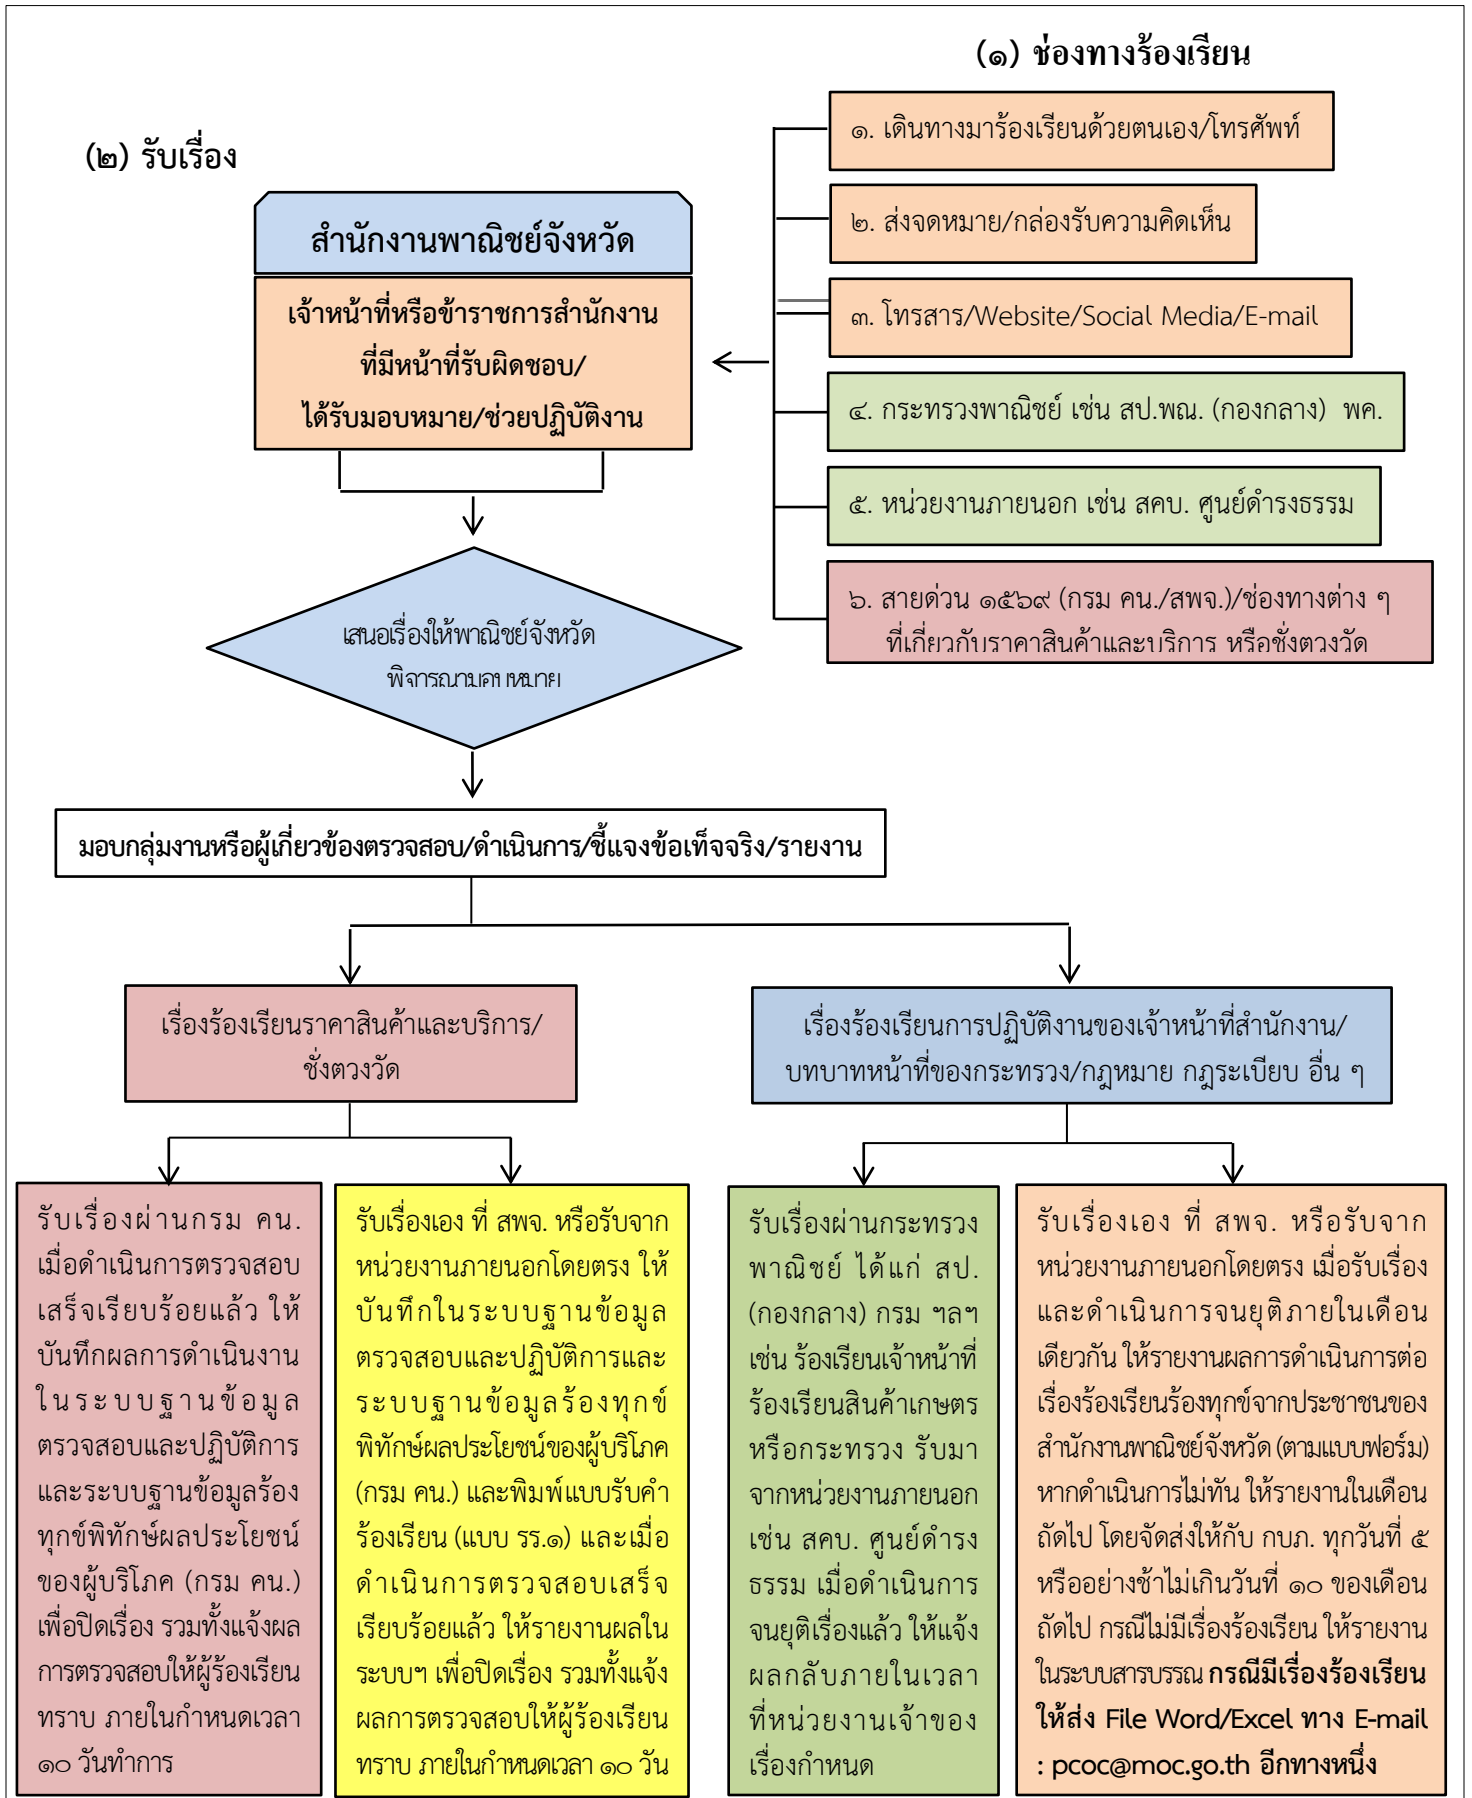 (๑) ช่องทางร้องเรียน
๑. เดินทางมาร้องเรียนด้วยตนเอง/โทรศัพท์
๒. ส่งจดหมาย/กล่องรับความคิดเห็น
๓. โทรสาร/Website/Social Media/E-mail
๔. กระทรวงพาณิชย์ เช่น สป.พณ. (กองกลาง) พค.
๕. หน่วยงานภายนอก เช่น สคบ. ศูนย์ดำรงธรรม
๖. สายด่วน ๑๕๖๙ (กรม คน./สพจ.)/ช่องทางต่าง ๆ
ที่เกี่ยวกับราคาสินค้าและบริการ หรือชั่งตวงวัด
(๒) รับเรื่อง
สำนักงานพาณิชย์จังหวัด
เจ้าหน้าที่หรือข้าราชการสำนักงาน
ที่มีหน้าที่รับผิดชอบ/
ได้รับมอบหมาย/ช่วยปฏิบัติงาน
เสนอเรื่องให้พาณิชย์จังหวัด
พิจารณามอบหมาย
มอบกลุ่มงานหรือผู้เกี่ยวข้องตรวจสอบ/ดำเนินการ/ชี้แจงข้อเท็จจริง/รายงาน
เรื่องร้องเรียนราคาสินค้าและบริการ/
ชั่งตวงวัด
เรื่องร้องเรียนการปฏิบัติงานของเจ้าหน้าที่สำนักงาน/
บทบาทหน้าที่ของกระทรวง/กฎหมาย กฎระเบียบ อื่น ๆ
รับเรื่องผ่านกรม คน.
เมื่อดำเนินการตรวจสอบ
เสร็จเรียบร้อยแล้ว ให้
บันทึกผลการดำเนินงาน
ในระบบฐานข้อมูล
ตรวจสอบและปฏิบัติการ
และระบบฐานข้อมูลร้อง
ทุกข์พิทักษ์ผลประโยชน์
ของผู้บริโภค (กรม คน.)
เพื่อปิดเรื่อง รวมทั้งแจ้งผล
การตรวจสอบให้ผู้ร้องเรียน
ทราบ ภายในกำหนดเวลา
๑๐ วันทำการ
รับเรื่องเอง ที่ สพจ. หรือรับจาก
หน่วยงานภายนอกโดยตรง ให้
บันทึกในระบบฐานข้อมูล
ตรวจสอบและปฏิบัติการและ
ระบบฐานข้อมูลร้องทุกข์
พิทักษ์ผลประโยชน์ของผู้บริโภค
(กรม คน.) และพิมพ์แบบรับคำ
ร้องเรียน (แบบ รร.๑) และเมื่อ
ดำเนินการตรวจสอบเสร็จ
เรียบร้อยแล้ว ให้รายงานผลใน
ระบบฯ เพื่อปิดเรื่อง รวมทั้งแจ้ง
ผลการตรวจสอบให้ผู้ร้องเรียน
ทราบ ภายในกำหนดเวลา ๑๐ วัน
รับเรื่องผ่านกระทรวง
พาณิชย์ ได้แก่ สป.
(กองกลาง) กรม ฯลฯ
เช่น ร้องเรียนเจ้าหน้าที่
ร้องเรียนสินค้าเกษตร
หรือกระทรวง รับมา
จากหน่วยงานภายนอก
เช่น สคบ. ศูนย์ดำรง
ธรรม เมื่อดำเนินการ
จนยุติเรื่องแล้ว ให้แจ้ง
ผลกลับภายในเวลา
ที่หน่วยงานเจ้าของ
เรื่องกำหนด
รับเรื่องเอง ที่ สพจ. หรือรับจาก
หน่วยงานภายนอกโดยตรง เมื่อรับเรื่อง
และดำเนินการจนยุติภายในเดือน
เดียวกัน ให้รายงานผลการดำเนินการต่อ
เรื่องร้องเรียนร้องทุกข์จากประชาชนของ
สำนักงานพาณิชย์จังหวัด (ตามแบบฟอร์ม)
หากดำเนินการไม่ทัน ให้รายงานในเดือน
ถัดไป โดยจัดส่งให้กับ กบภ. ทุกวันที่ ๕
หรืออย่างช้าไม่เกินวันที่ ๑๐ ของเดือน
ถัดไป กรณีไม่มีเรื่องร้องเรียน ให้รายงาน
ในระบบสารบรรณ กรณีมีเรื่องร้องเรียน
ให้ส่ง File Word/Excel ทาง E-mail
: pcoc@moc.go.th อีกทางหนึ่ง